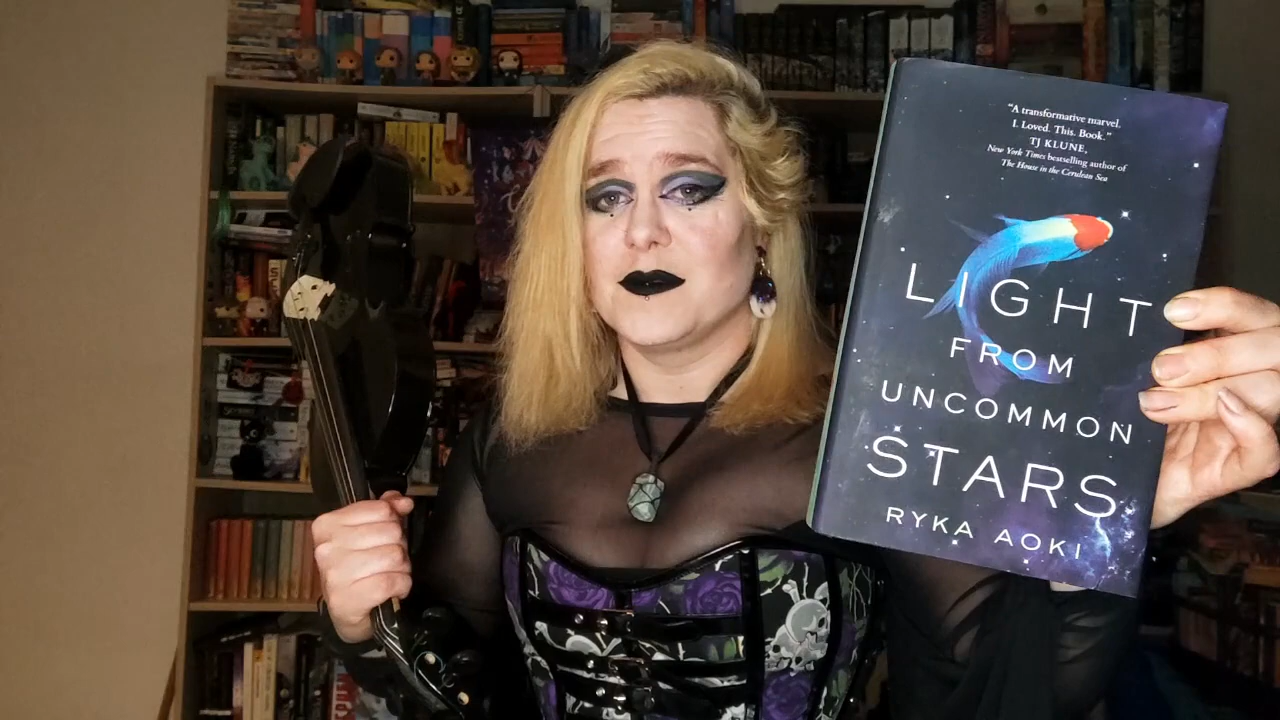 "A transformative marvel.
I. Loved. This. Book."
TJ KLUNE,
New York Times bestselling author of
The House in the Cerulean Sea
LIGHT
FROM
UNCOMMON
STARS
RYKA AOKI